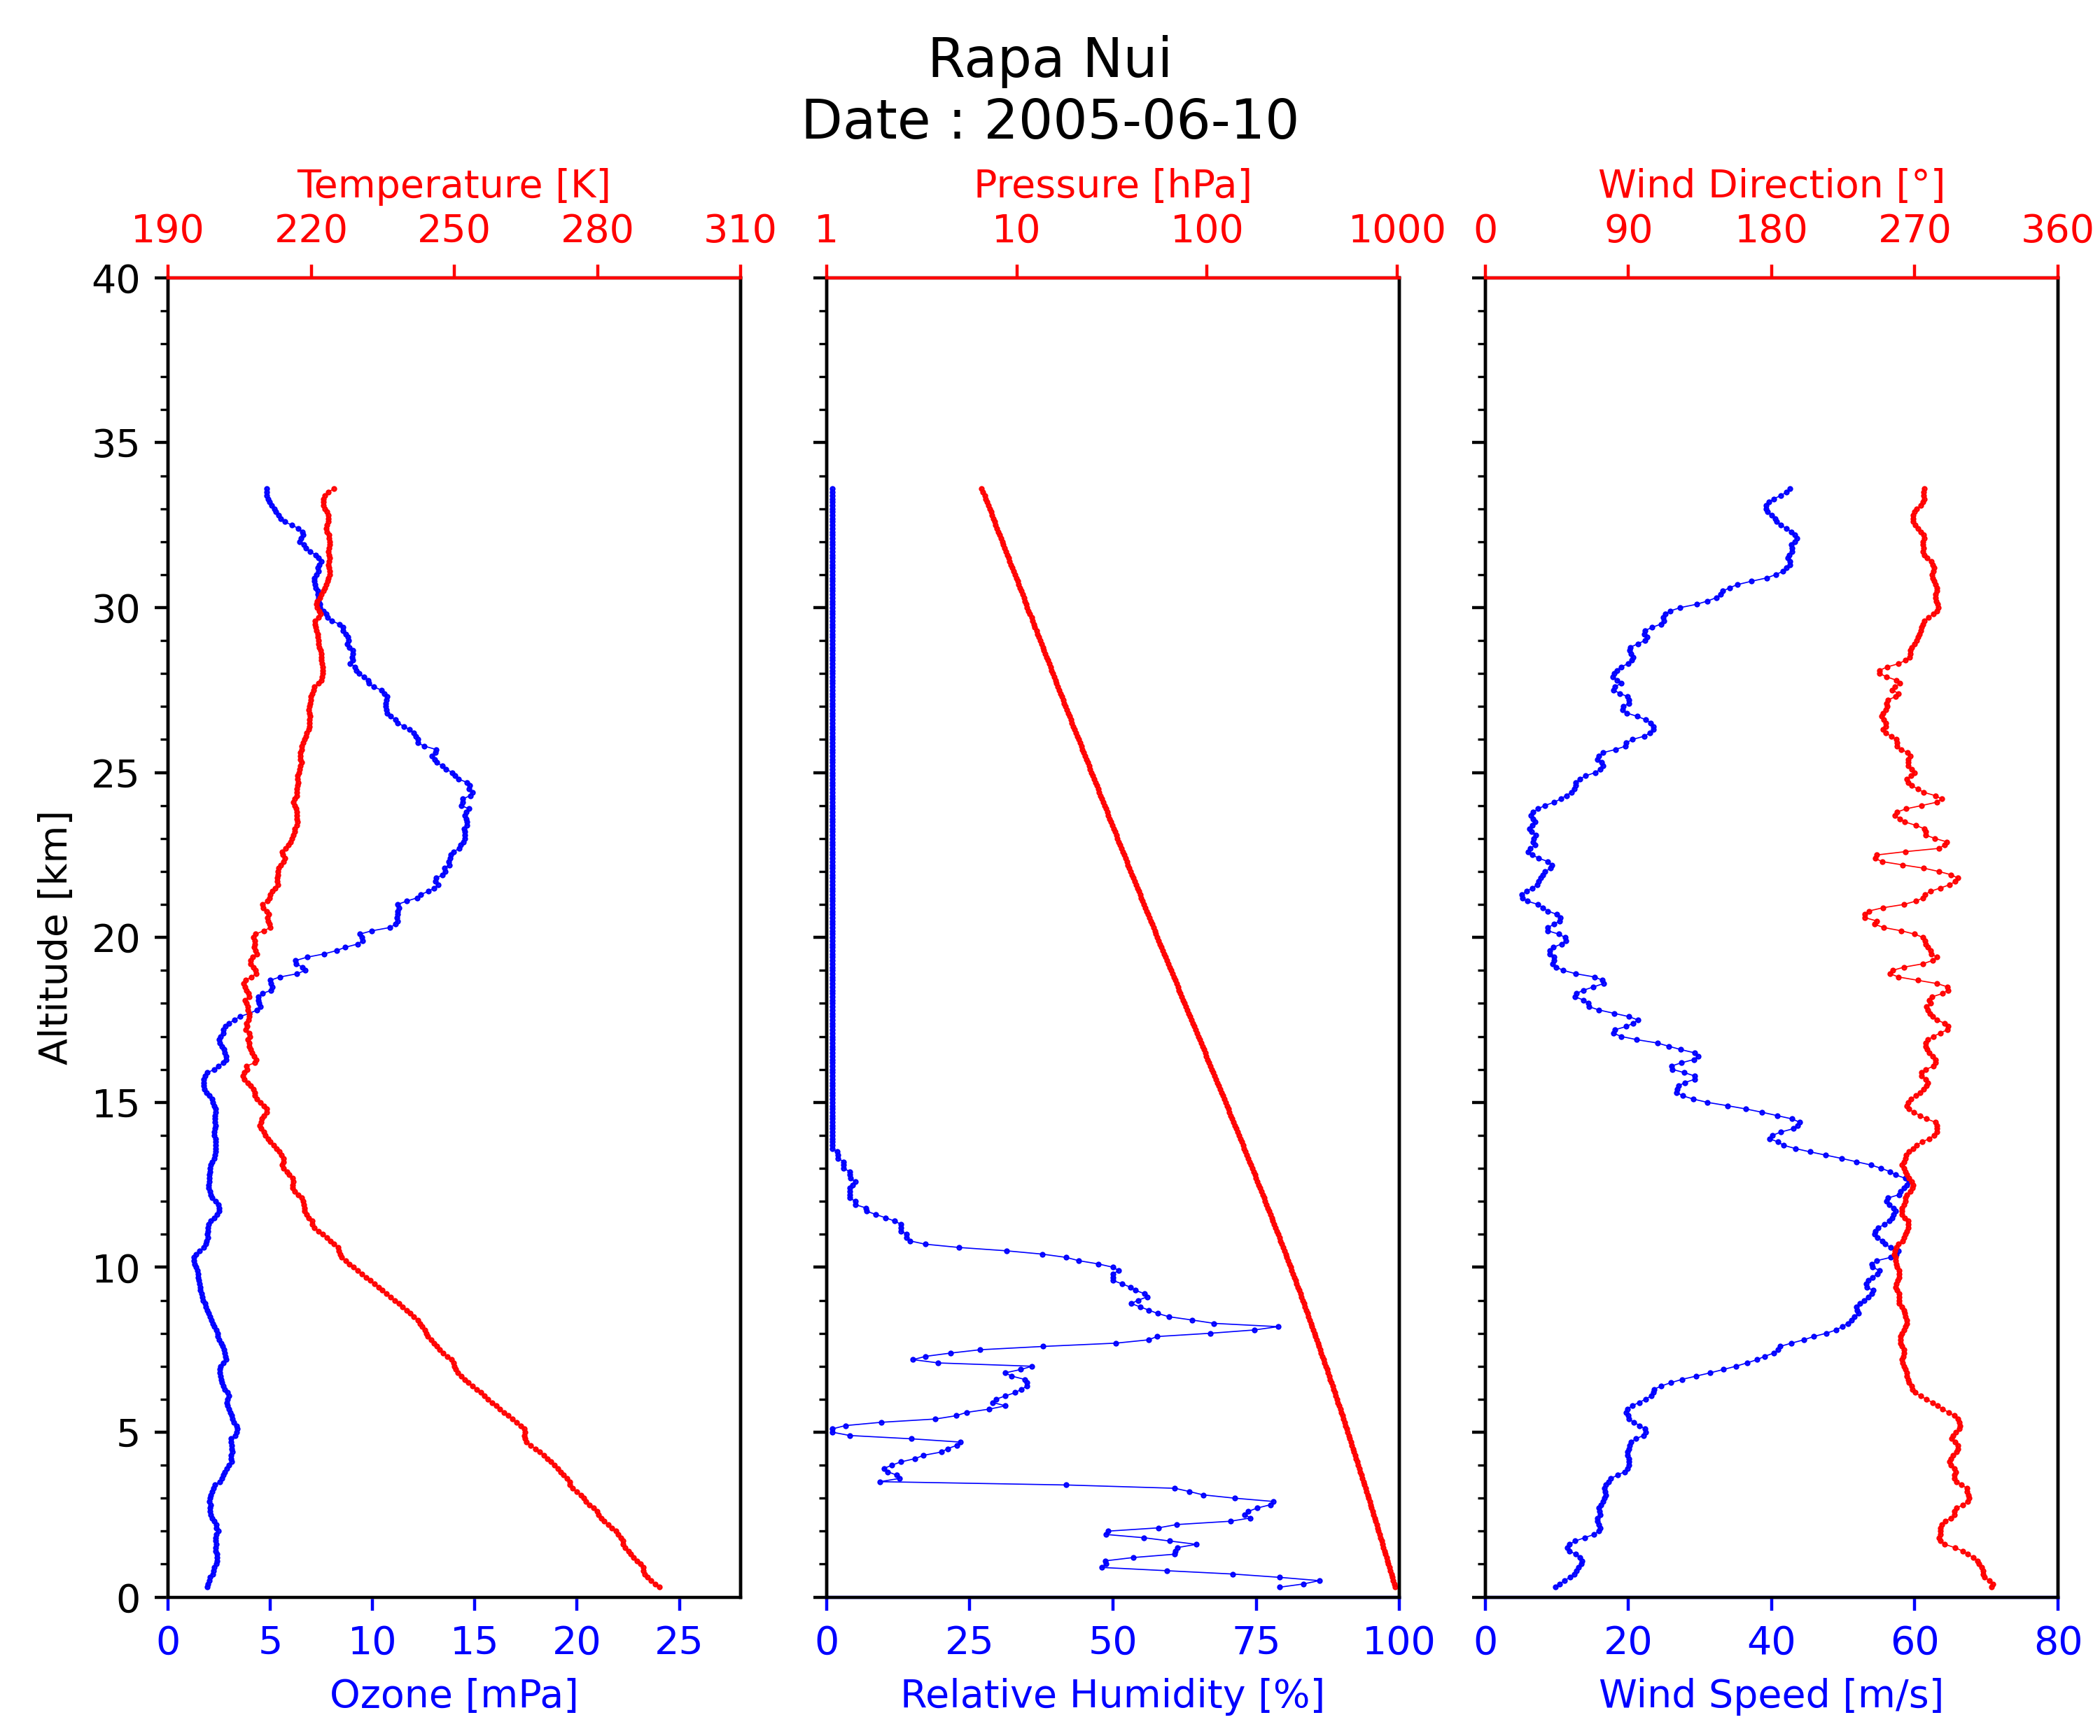 Rapa Nui
Date : 2005-06-10
Temperature [K]
190 220 250 280 310
Pressure [hPa]
1 10 100 1000
Wind Direction [°]
0 90 180 270 360
Altitude [km]
40
35
30
25
20
15
10
5
0
0 5 10 15 20 25
Ozone [mPa]
0 25 50 75 100
Relative Humidity [%]
0 20 40 60 80
Wind Speed [m/s]